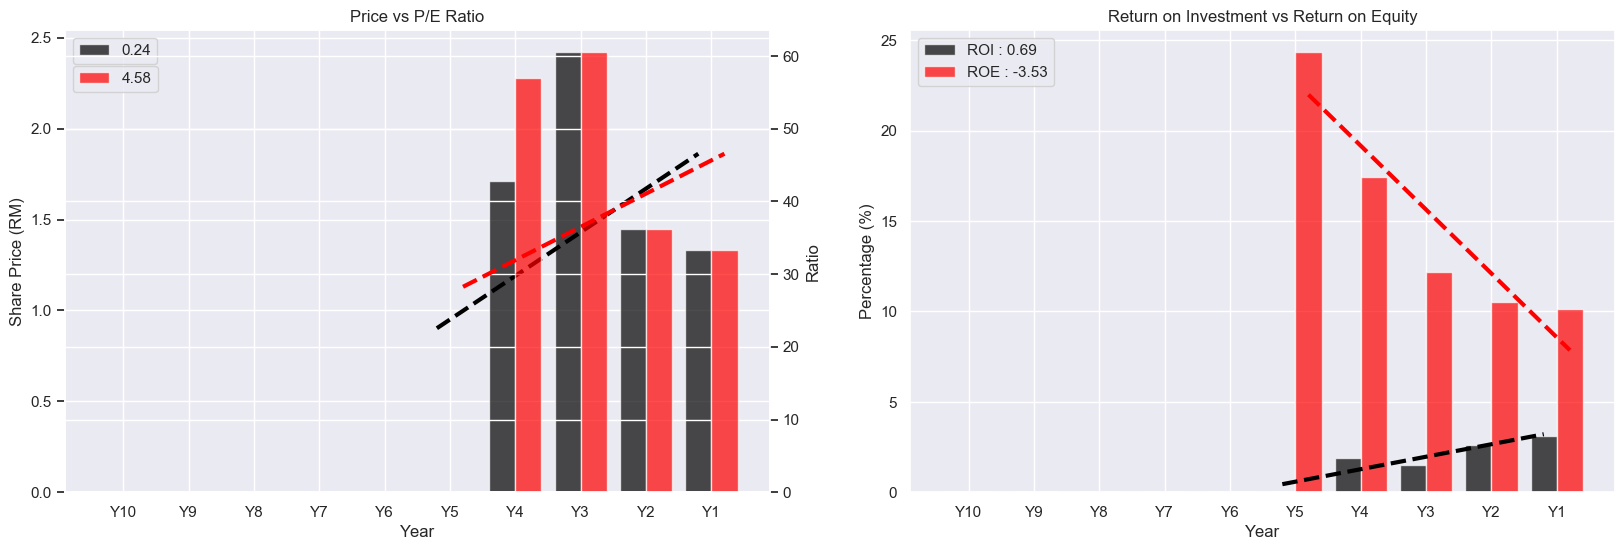 Price vs P/E Ratio
0.24
4.58
2.5
2.0
1.5
1.0
0.5
0.0
Share Price (RM)
60
50
40
30
20
10
0
Ratio
Y10 Y9 Y8 Y7 Y6 Y5 Y4 Y3 Y2 Y1
Year
Return on Investment vs Return on Equity
ROI : 0.69
ROE : -3.53
25
20
15
10
5
0
Percentage (%)
Y10 Y9 Y8 Y7 Y6 Y5 Y4 Y3 Y2 Y1
Year